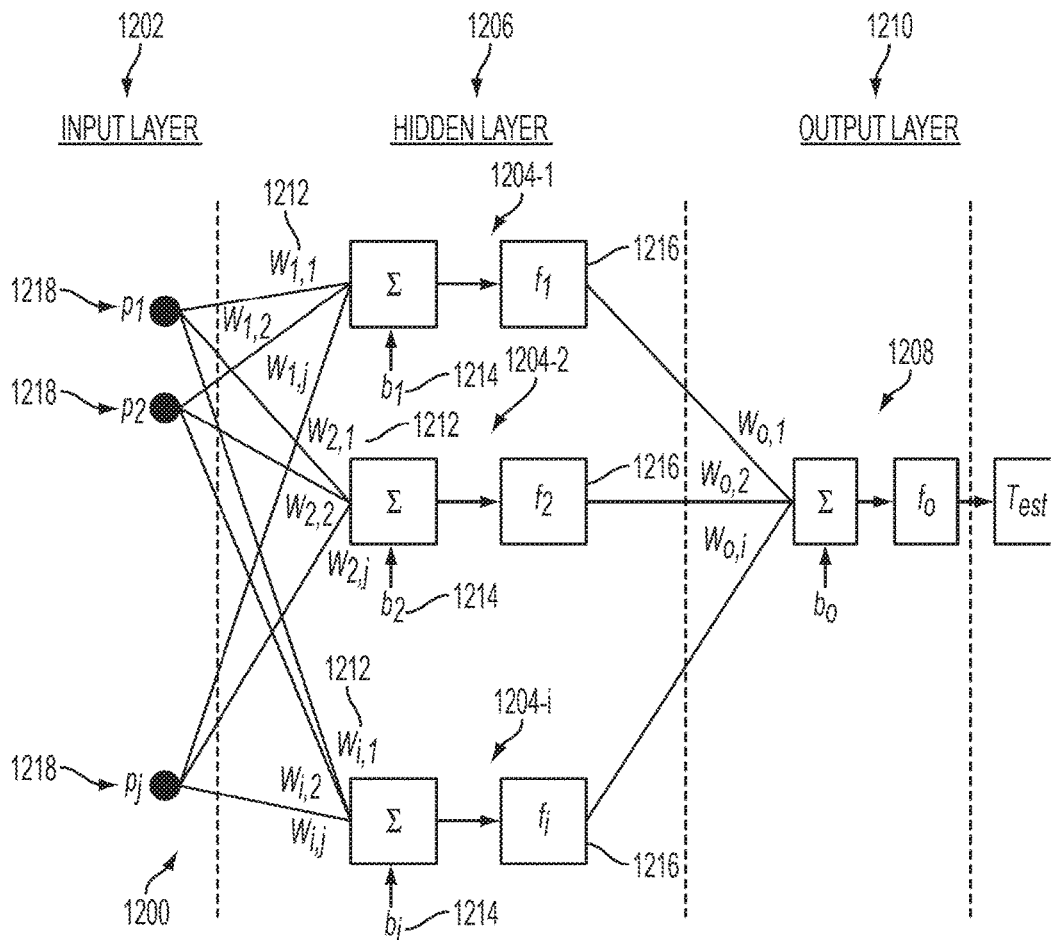 1202
1206
1210
INPUT LAYER
HIDDEN LAYER
OUTPUT LAYER
1212
1204-1
W1,1
Σ
f1
1216
1218
p1
W1,2
W1,j
b1
1214
1204-2
1208
1218
p2
W2,1
1212
Wo,1
W2,2
Σ
f2
1216
Wo,2
Σ
fo
Test
W2,j
Wo,i
b2
1214
bo
1212
1204-i
Wi,1
1218
pj
Wi,2
Σ
fi
Wi,j
1216
1200
bi
1214